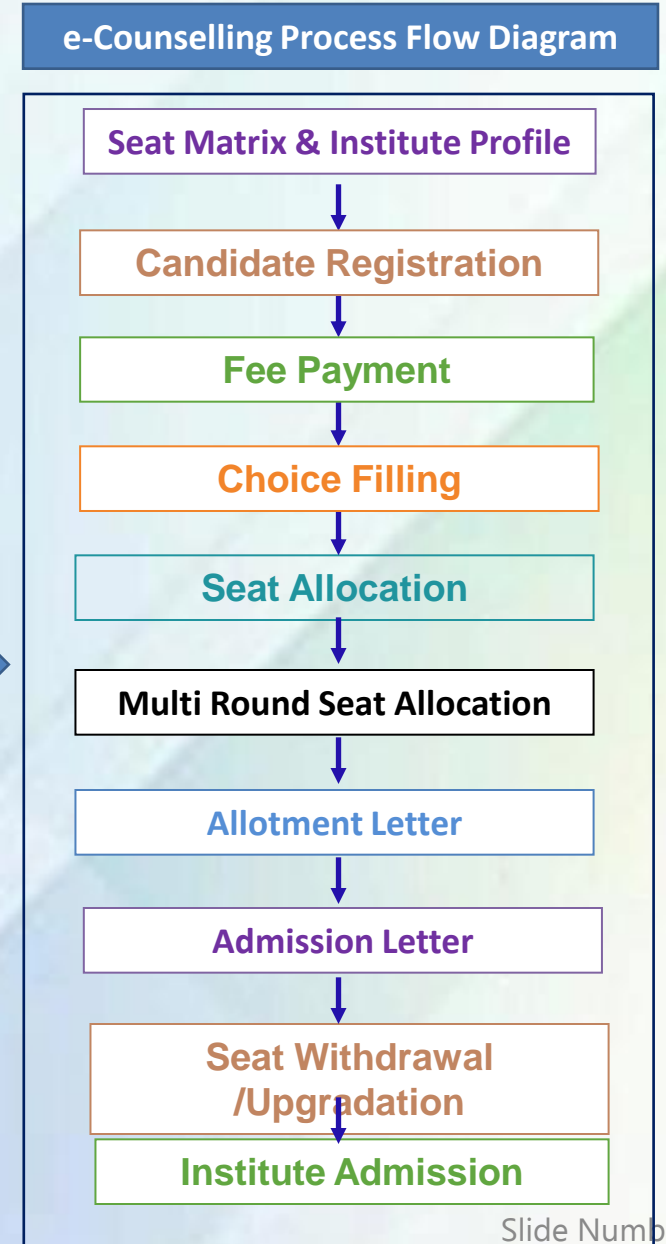 e-Counselling Process Flow Diagram
Seat Matrix & Institute Profile
Candidate Registration
Fee Payment
Choice Filling
Seat Allocation
Multi Round Seat Allocation
Allotment Letter
Admission Letter
Seat Withdrawal
/Upgradation
Institute Admission
Slide Numb